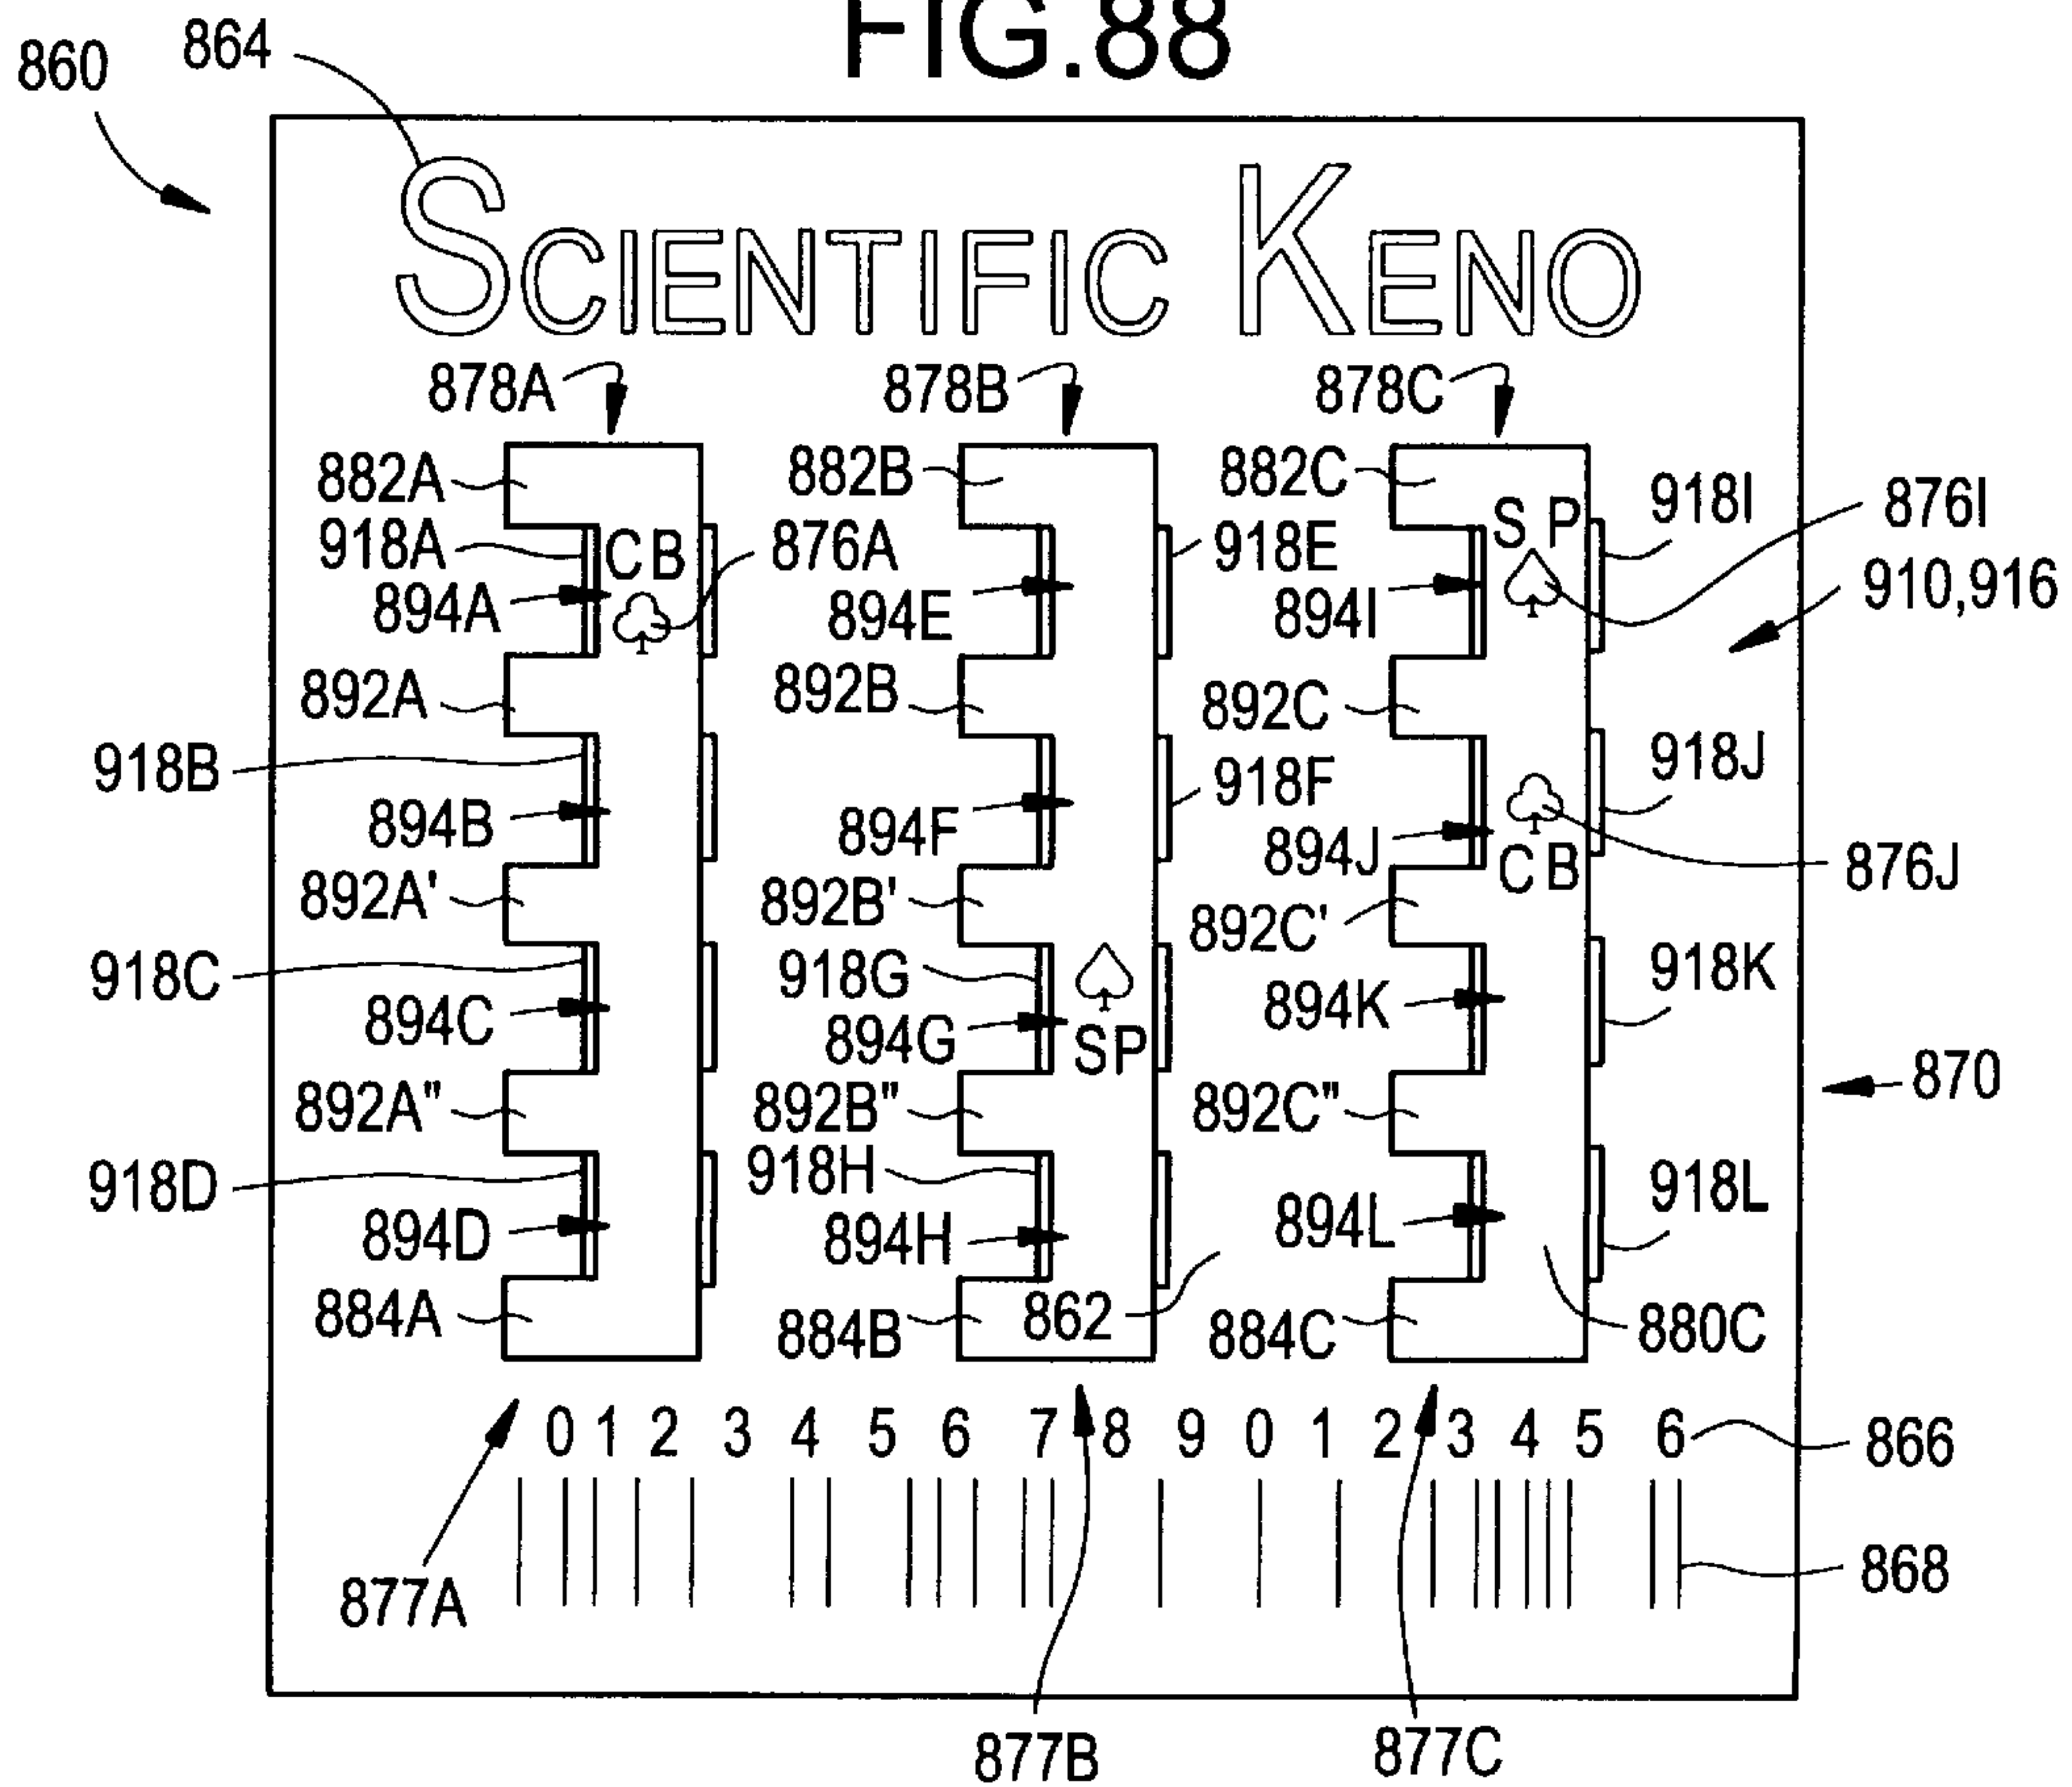 FIG.88
860 864
SCIENTIFIC KENO
878A 878B 878C
882A 882B 882C
918A CB 876A 918E SP 918I 876I
894A 894E 894I 910,916
892A 892B 892C
918B 918F 918J
894B 894F 894J
892A' 892B' 892C' CB 876J
918C 918G 918K
894C 894G SP 894K
870
892A" 892B" 892C"
918D 918H 918L
894D 894H 894L
884A 884B 862 884C 880C
0 1 2 3 4 5 6 7 8 9 0 1 2 3 4 5 6 866
868
877A
877B 877C